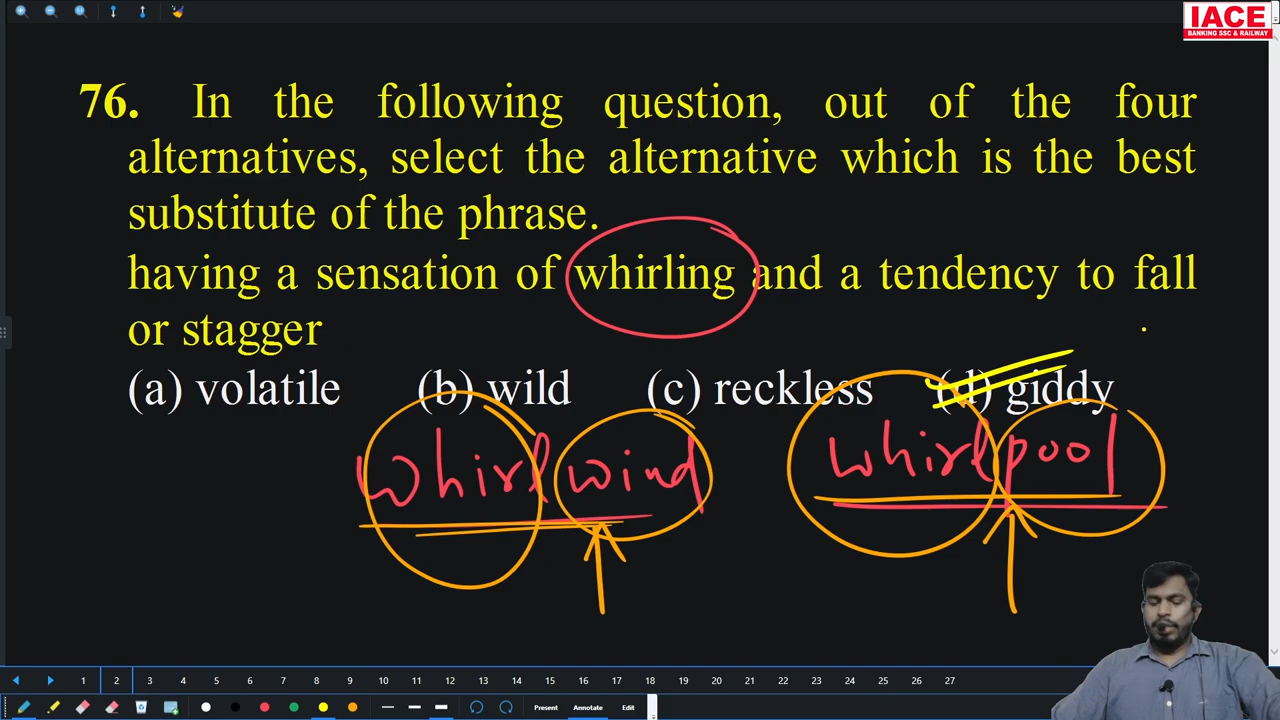 IACE
BANKING SSC & RAILWAY
76. In the following question, out of the four
alternatives, select the alternative which is the best
substitute of the phrase.
having a sensation of whirling and a tendency to fall
or stagger
(a) volatile (b) wild (c) reckless (d) giddy
whirlwind whirlpool
1 2 3 4 5 6 7 8 9 10 11 12 13 14 15 16 17 18 19 20 21 22 23 24 25 26 27
Present Annotate Edit